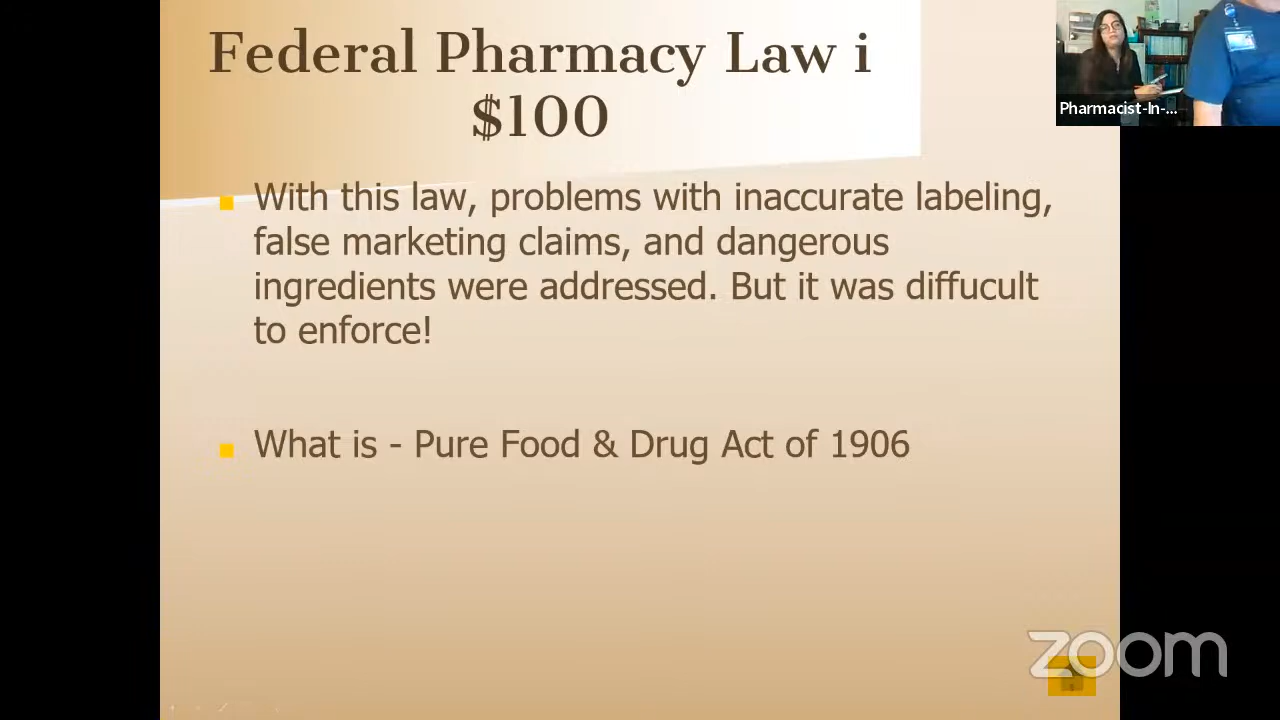 Federal Pharmacy Law i
$100
With this law, problems with inaccurate labeling,
false marketing claims, and dangerous
ingredients were addressed. But it was diffucult
to enforce!
What is - Pure Food & Drug Act of 1906
Pharmacist-In-...
zoom